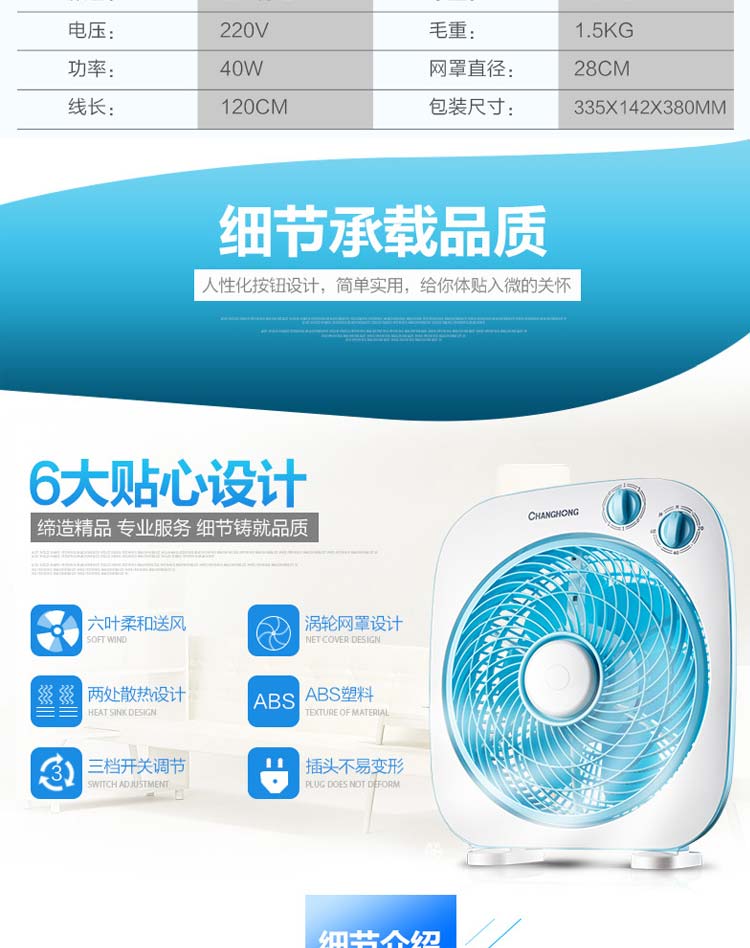 电压: 220V 毛重: 1.5KG
功率: 40W 网罩直径: 28CM
线长: 120CM 包装尺寸: 335X142X380MM
细节承载品质
人性化按钮设计，简单实用，给你体贴入微的关怀
6大贴心设计
缔造精品 专业服务 细节铸就品质
CHANGHONG
六叶柔和送风
SOFT WIND
涡轮网罩设计
NET COVER DESIGN
两处散热设计
HEAT SINK DESIGN
ABS
ABS塑料
TEXTURE OF MATERIAL
3
三档开关调节
SWITCH ADJUSTMENT
插头不易变形
PLUG DOES NOT DEFORM
细节介绍